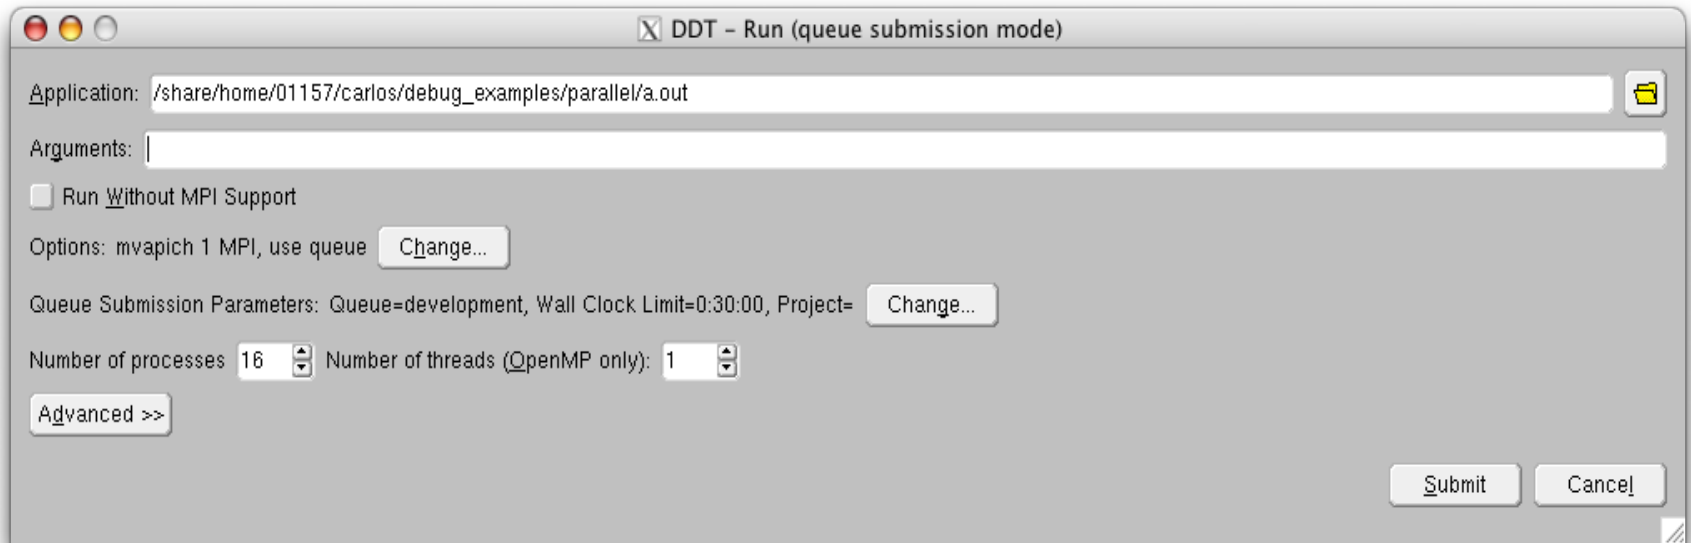 X DDT – Run (queue submission mode)
Application: /share/home/01157/carlos/debug_examples/parallel/a.out
Arguments:
Run Without MPI Support
Options: mvapich 1 MPI, use queue Change...
Queue Submission Parameters: Queue=development, Wall Clock Limit=0:30:00, Project= Change...
Number of processes 16 Number of threads (OpenMP only): 1
Advanced >>
Submit Cancel